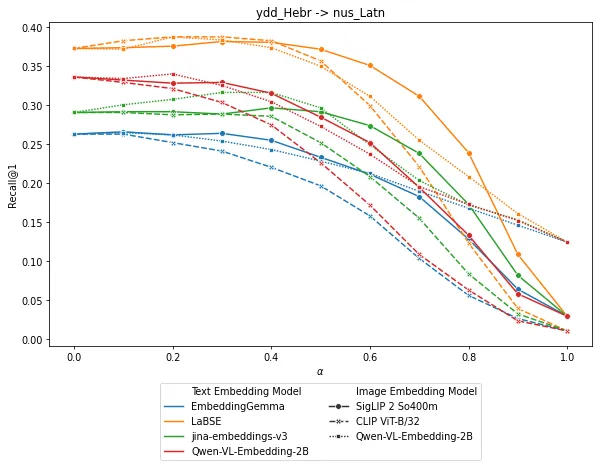 ydd_Hebr -> nus_Latn
0.40
0.35
0.30
0.25
0.20
0.15
0.10
0.05
0.00
Recall@1
0.0 0.2 0.4 0.6 0.8 1.0
α
Text Embedding Model Image Embedding Model
EmbeddingGemma SigLIP 2 So400m
LaBSE CLIP ViT-B/32
jina-embeddings-v3 Qwen-VL-Embedding-2B
Qwen-VL-Embedding-2B